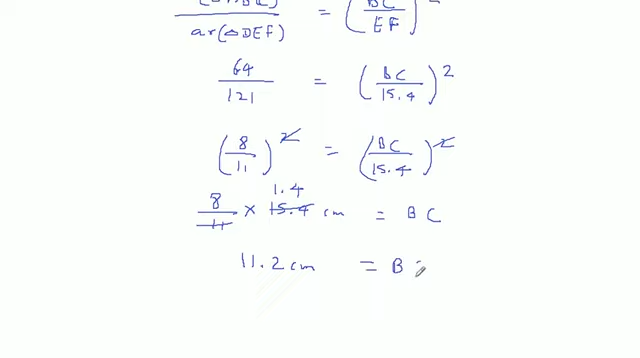 ar(△DEF) = (BC/EF)
64/121 = (BC/15.4)2
(8/11)2 = (BC/15.4)2
8/11 × 15.4 1.4 cm = BC
11.2 cm = B